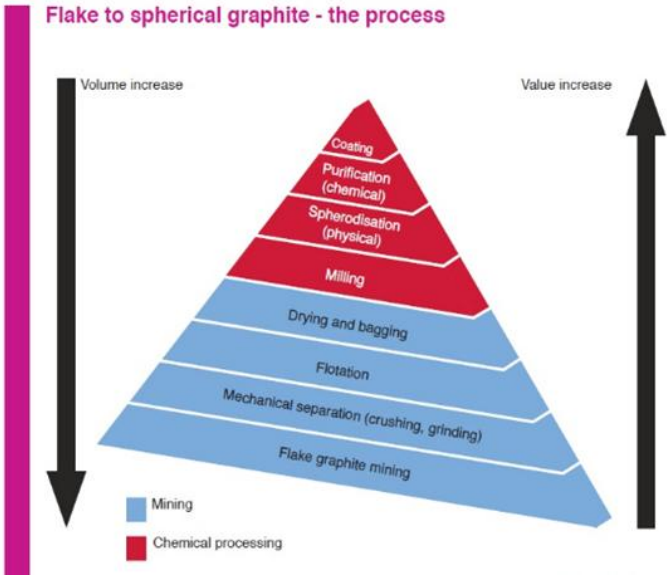 Flake to spherical graphite - the process
Volume increase
Value increase
Coating
Purification
(chemical)
Spherodisation
(physical)
Milling
Drying and bagging
Flotation
Mechanical separation (crushing, grinding)
Flake graphite mining
Mining
Chemical processing